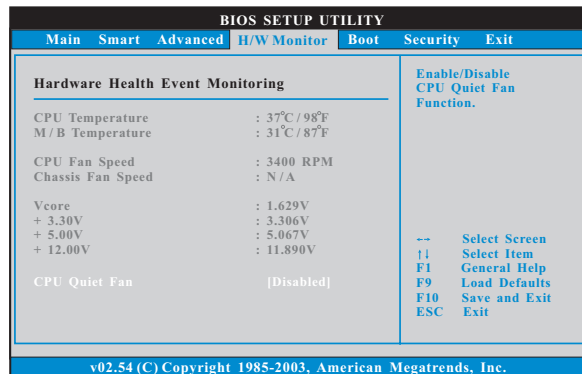 BIOS SETUP UTILITY
Main Smart Advanced H/W Monitor Boot Security Exit
Hardware Health Event Monitoring
CPU Temperature : 37°C / 98°F
M / B Temperature : 31°C / 87°F
CPU Fan Speed : 3400 RPM
Chassis Fan Speed : N / A
Vcore : 1.629V
+ 3.30V : 3.306V
+ 5.00V : 5.067V
+ 12.00V : 11.890V
CPU Quiet Fan [Disabled]
Enable/Disable
CPU Quiet Fan
Function.
←→ Select Screen
↑↓ Select Item
F1 General Help
F9 Load Defaults
F10 Save and Exit
ESC Exit
v02.54 (C) Copyright 1985-2003, American Megatrends, Inc.